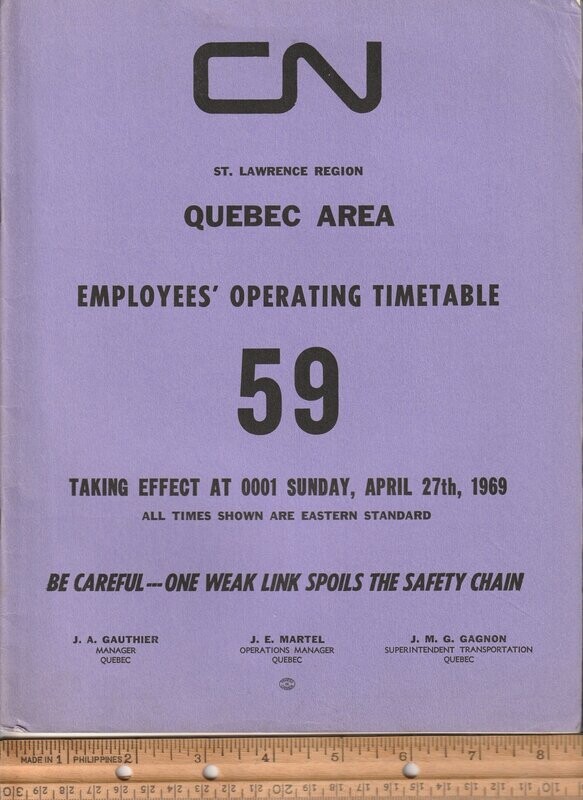 CN
ST. LAWRENCE REGION
QUEBEC AREA
EMPLOYEES' OPERATING TIMETABLE
59
TAKING EFFECT AT 0001 SUNDAY, APRIL 27th, 1969
ALL TIMES SHOWN ARE EASTERN STANDARD
BE CAREFUL---ONE WEAK LINK SPOILS THE SAFETY CHAIN
J. A. GAUTHIER
MANAGER
QUEBEC
J. E. MARTEL
OPERATIONS MANAGER
QUEBEC
J. M. G. GAGNON
SUPERINTENDENT TRANSPORTATION
QUEBEC
MADE IN 1 PHILIPPINES 2 3 4 5 6 7 8